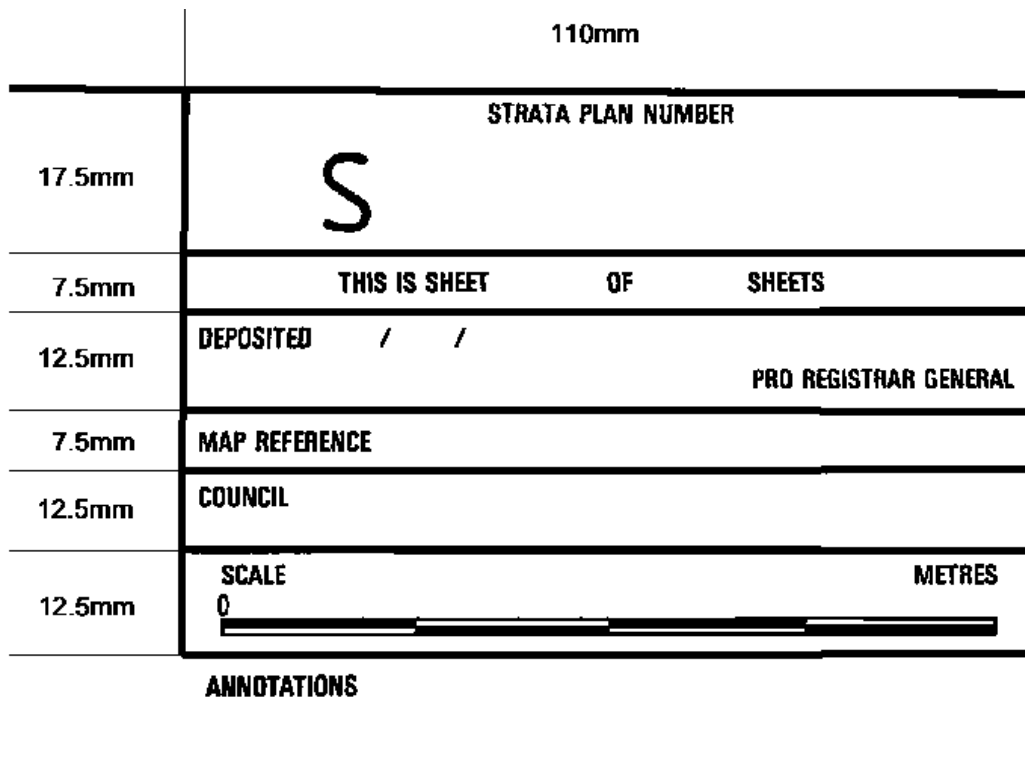 110mm
STRATA PLAN NUMBER
17.5mm
S
7.5mm THIS IS SHEET OF SHEETS
DEPOSITED / /
12.5mm
PRO REGISTRAR GENERAL
7.5mm MAP REFERENCE
COUNCIL
12.5mm
SCALE METRES
12.5mm 0
ANNOTATIONS